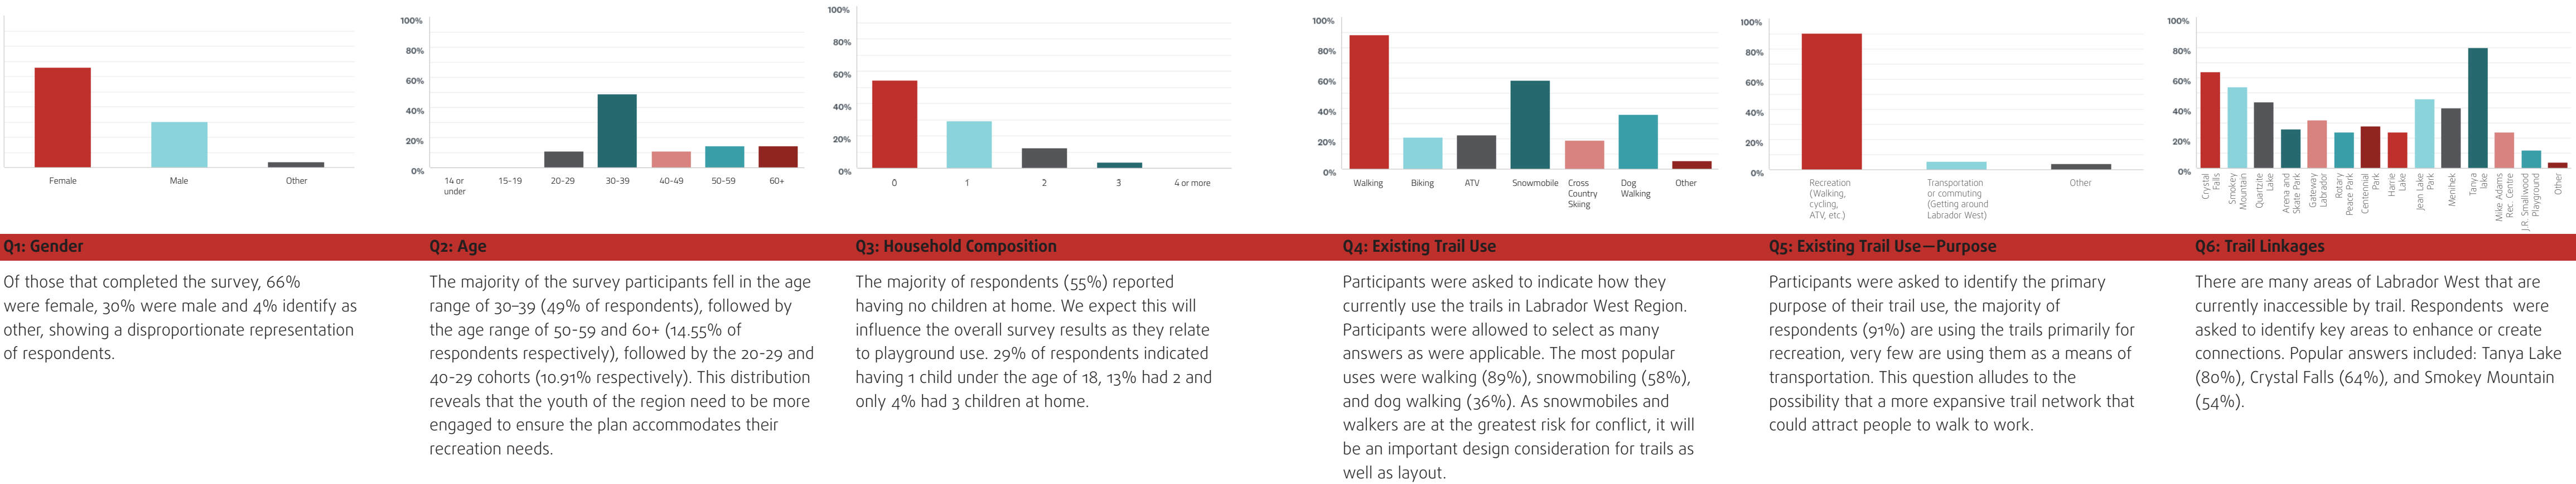 Female
Male
Other
Q1: Gender
Of those that completed the survey, 66%
were female, 30% were male and 4% identify as
other, showing a disproportionate representation
of respondents.
100%
80%
60%
40%
20%
0%
14 or
under
15-19
20-29
30-39
40-49
50-59
60+
Q2: Age
The majority of the survey participants fell in the age
range of 30–39 (49% of respondents), followed by
the age range of 50-59 and 60+ (14.55% of
respondents respectively), followed by the 20-29 and
40-29 cohorts (10.91% respectively). This distribution
reveals that the youth of the region need to be more
engaged to ensure the plan accommodates their
recreation needs.
100%
80%
60%
40%
20%
0%
0
1
2
3
4 or more
Q3: Household Composition
The majority of respondents (55%) reported
having no children at home. We expect this will
influence the overall survey results as they relate
to playground use. 29% of respondents indicated
having 1 child under the age of 18, 13% had 2 and
only 4% had 3 children at home.
100%
80%
60%
40%
20%
0%
Walking
Biking
ATV
Snowmobile
Cross
Country
Skiing
Dog
Walking
Other
Q4: Existing Trail Use
Participants were asked to indicate how they
currently use the trails in Labrador West Region.
Participants were allowed to select as many
answers as were applicable. The most popular
uses were walking (89%), snowmobiling (58%),
and dog walking (36%). As snowmobiles and
walkers are at the greatest risk for conflict, it will
be an important design consideration for trails as
well as layout.
100%
80%
60%
40%
20%
0%
Recreation
(Walking,
cycling,
ATV, etc.)
Transportation
or commuting
(Getting around
Labrador West)
Other
Q5: Existing Trail Use—Purpose
Participants were asked to identify the primary
purpose of their trail use, the majority of
respondents (91%) are using the trails primarily for
recreation, very few are using them as a means of
transportation. This question alludes to the
possibility that a more expansive trail network that
could attract people to walk to work.
100%
80%
60%
40%
20%
0%
Crystal
Falls
Smokey
Mountain
Quartzite
Lake
Arena and
Skate Park
Gateway
Labrador
Rotary
Peace Park
Centennial
Park
Harrie
Lake
Jean Lake
Park
Menihek
Tanya
lake
Mike Adams
Rec. Centre
J.R. Smallwood
Playground
Other
Q6: Trail Linkages
There are many areas of Labrador West that are
currently inaccessible by trail. Respondents  were
asked to identify key areas to enhance or create
connections. Popular answers included: Tanya Lake
(80%), Crystal Falls (64%), and Smokey Mountain
(54%).